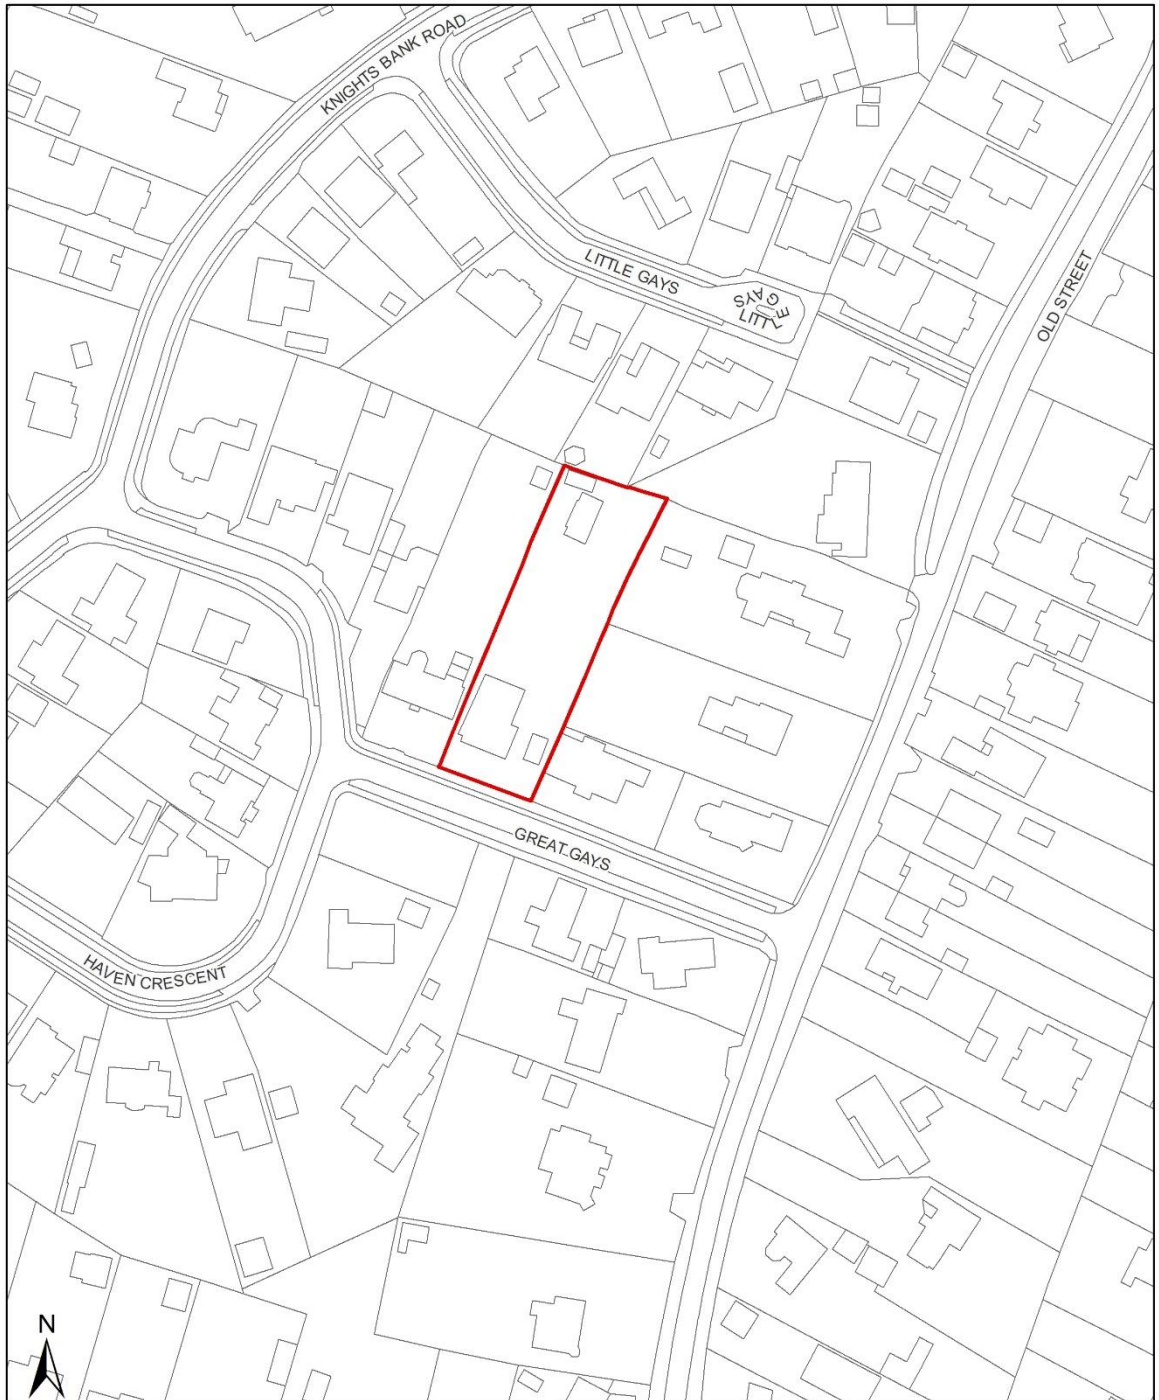 KNIGHTS BANK ROAD
LITTLE GAYS
LITTLE GAYS
OLD STREET
GREAT GAYS
HAVEN CRESCENT
N